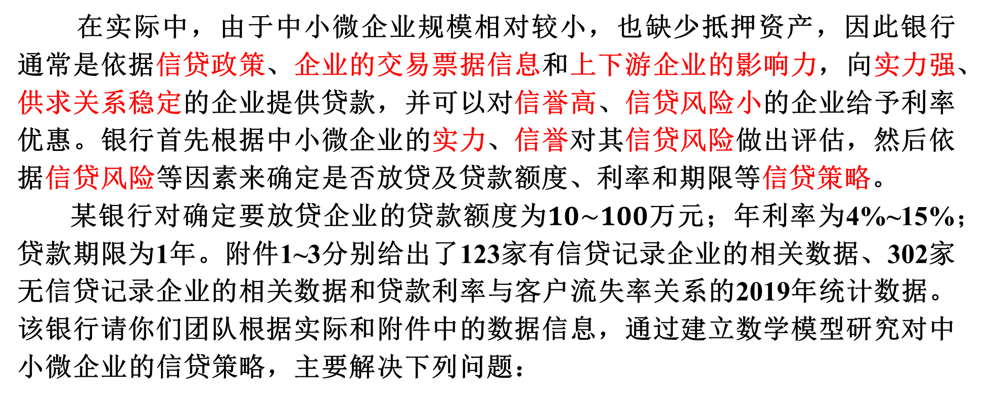 在实际中，由于中小微企业规模相对较小，也缺少抵押资产，因此银行
通常是依据信贷政策、企业的交易票据信息和上下游企业的影响力，向实力强、
供求关系稳定的企业提供贷款，并可以对信誉高、信贷风险小的企业给予利率
优惠。银行首先根据中小微企业的实力、信誉对其信贷风险做出评估，然后依
据信贷风险等因素来确定是否放贷及贷款额度、利率和期限等信贷策略。
某银行对确定要放贷企业的贷款额度为10~100万元；年利率为4%~15%；
贷款期限为1年。附件1~3分别给出了123家有信贷记录企业的相关数据、302家
无信贷记录企业的相关数据和贷款利率与客户流失率关系的2019年统计数据。
该银行请你们团队根据实际和附件中的数据信息，通过建立数学模型研究对中
小微企业的信贷策略，主要解决下列问题：